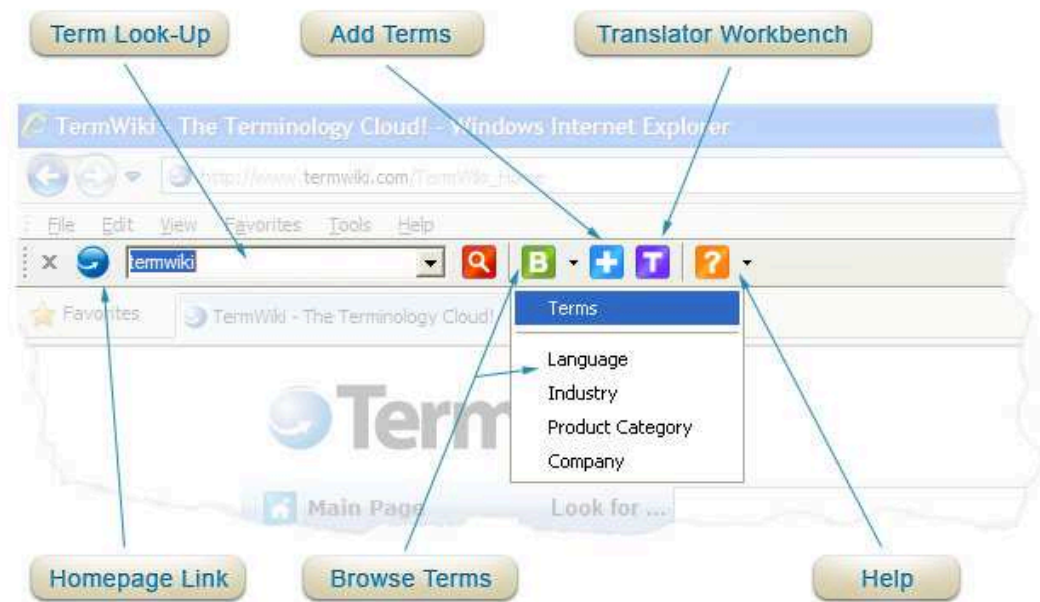 Term Look-Up
Add Terms
Translator Workbench
TermWiki - The Terminology Cloud! - Windows Internet Explorer
http://www.termwiki.com/TermWiki_Home
File Edit View Favorites Tools Help
termwiki
B
T
?
Favorites
TermWiki - The Terminology Cloud!
Terms
Language
Industry
Product Category
Company
Term
Main Page
Look for ...
Homepage Link
Browse Terms
Help